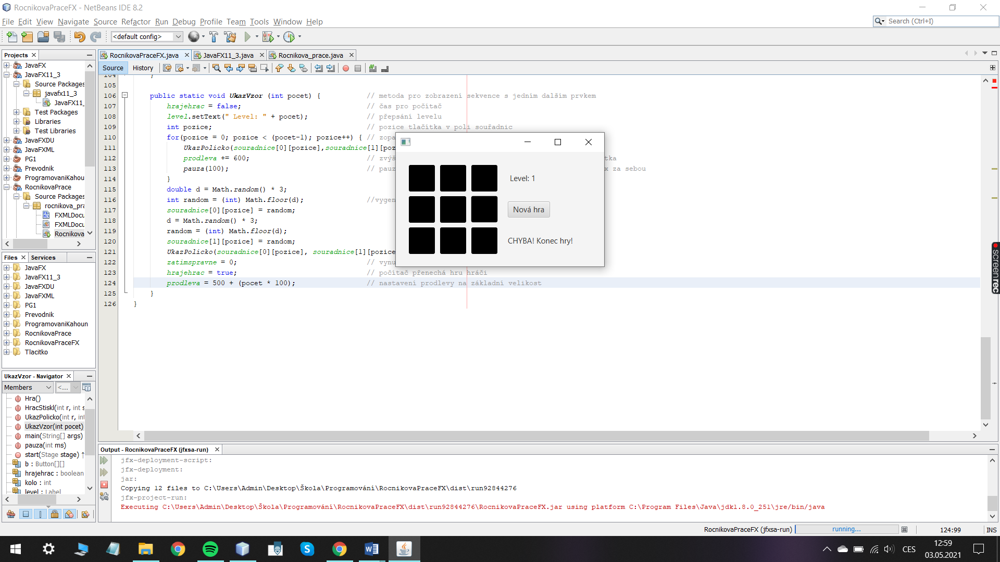 RocnikovaPraceFX - NetBeans IDE 8.2
File Edit View Navigate Source Refactor Run Debug Profile Team Tools Window Help
Search (Ctrl+I)
<default config>
Projects
JavaFX
JavaFX11_3
Source Packages
javafx11_3
JavaFX11_
Test Packages
Libraries
Test Libraries
JavaFXDU
JavaFXML
PG1
Prevodnik
ProgramovaniKahou
RocnikovaPrace
Source Packages
rocnikova_pra
FXMLDocu
FXMLDocu
Rocnikova
Files Services
JavaFX
JavaFX11_3
JavaFXDU
JavaFXML
PG1
Prevodnik
ProgramovaniKahoun
RocnikovaPrace
RocnikovaPraceFX
Tlacitko
UkazVzor - Navigator
Members <...
Hra()
HracStiskl(int r, int s
UkazPolicko(int r, int
UkazVzor(int pocet)
main(String[] args)
pauza(int ms)
start(Stage stage) ↑
b : Button[][]
hrajehrac : boolean
kolo : int
level : Label
RocnikovaPraceFX.java JavaFX11_3.java Rocnikova_prace.java
Source History
104 }
105
106 public static void UkazVzor (int pocet) { // metoda pro zobrazení sekvence s jedním dalším prvkem
107 hrajehrac = false; // čas pro počítač
108 level.setText(" Level: " + pocet); // přepsání levelu
109 int pozice; // pozice tlačítka v poli souřadnic
110 for(pozice = 0; pozice < (pocet-1); pozice++) { // zopa
111 UkazPolicko(souradnice[0][pozice],souradnice[1][poz
112 prodleva += 600; // zvýš tka
113 pauza(100); // pauz x za sebou
114 }
115 double d = Math.random() * 3;
116 int random = (int) Math.floor(d); //vygen
117 souradnice[0][pozice] = random;
118 d = Math.random() * 3;
119 random = (int) Math.floor(d);
120 souradnice[1][pozice] = random;
121 UkazPolicko(souradnice[0][pozice], souradnice[1][pozice
122 zatimspravne = 0; // vynu
123 hrajehrac = true; // počítač přenechá hru hráči
124 prodleva = 500 + (pocet * 100); // nastavení prodlevy na základní velikost
125 }
126 }
Level: 1
Nová hra
CHYBA! Konec hry!
screenrec
Output - RocnikovaPraceFX (jfxsa-run)
jfx-deployment-script:
jfx-deployment:
jar:
Copying 12 files to C:\Users\Admin\Desktop\Škola\Programování\RocnikovaPraceFX\dist\run92844276
jfx-project-run:
Executing C:\Users\Admin\Desktop\Škola\Programování\RocnikovaPraceFX\dist\run92844276\RocnikovaPraceFX.jar using platform C:\Program Files\Java\jdk1.8.0_251\jre/bin/java
RocnikovaPraceFX (jfxsa-run) running... 124:99 INS
CES
12:59
03.05.2021